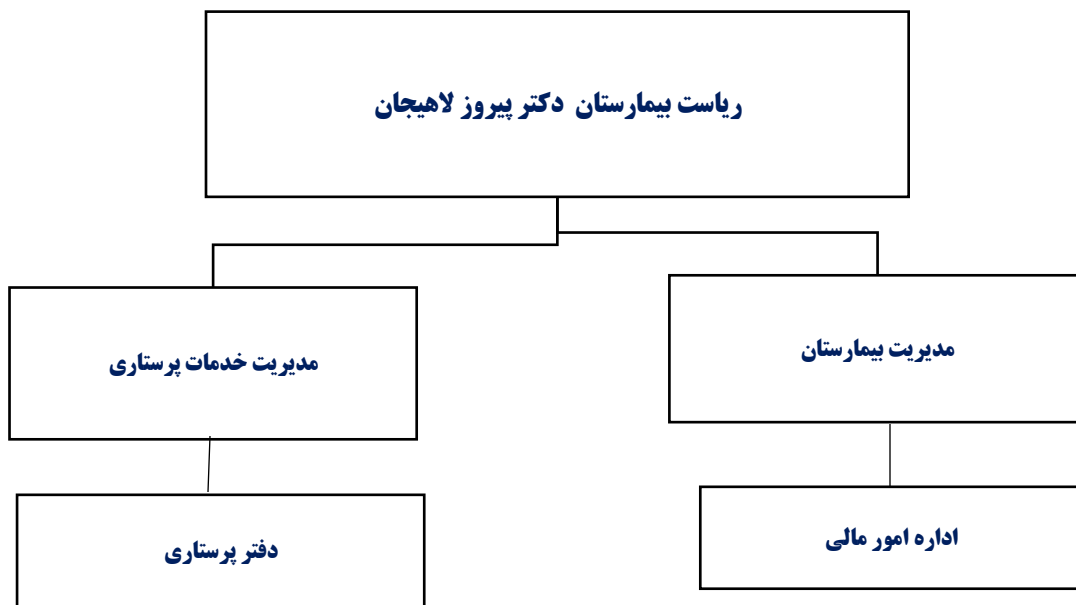 ریاست بیمارستان دکتر پیروز لاهیجان
مدیریت بیمارستان
مدیریت خدمات پرستاری
اداره امور مالی
دفتر پرستاری